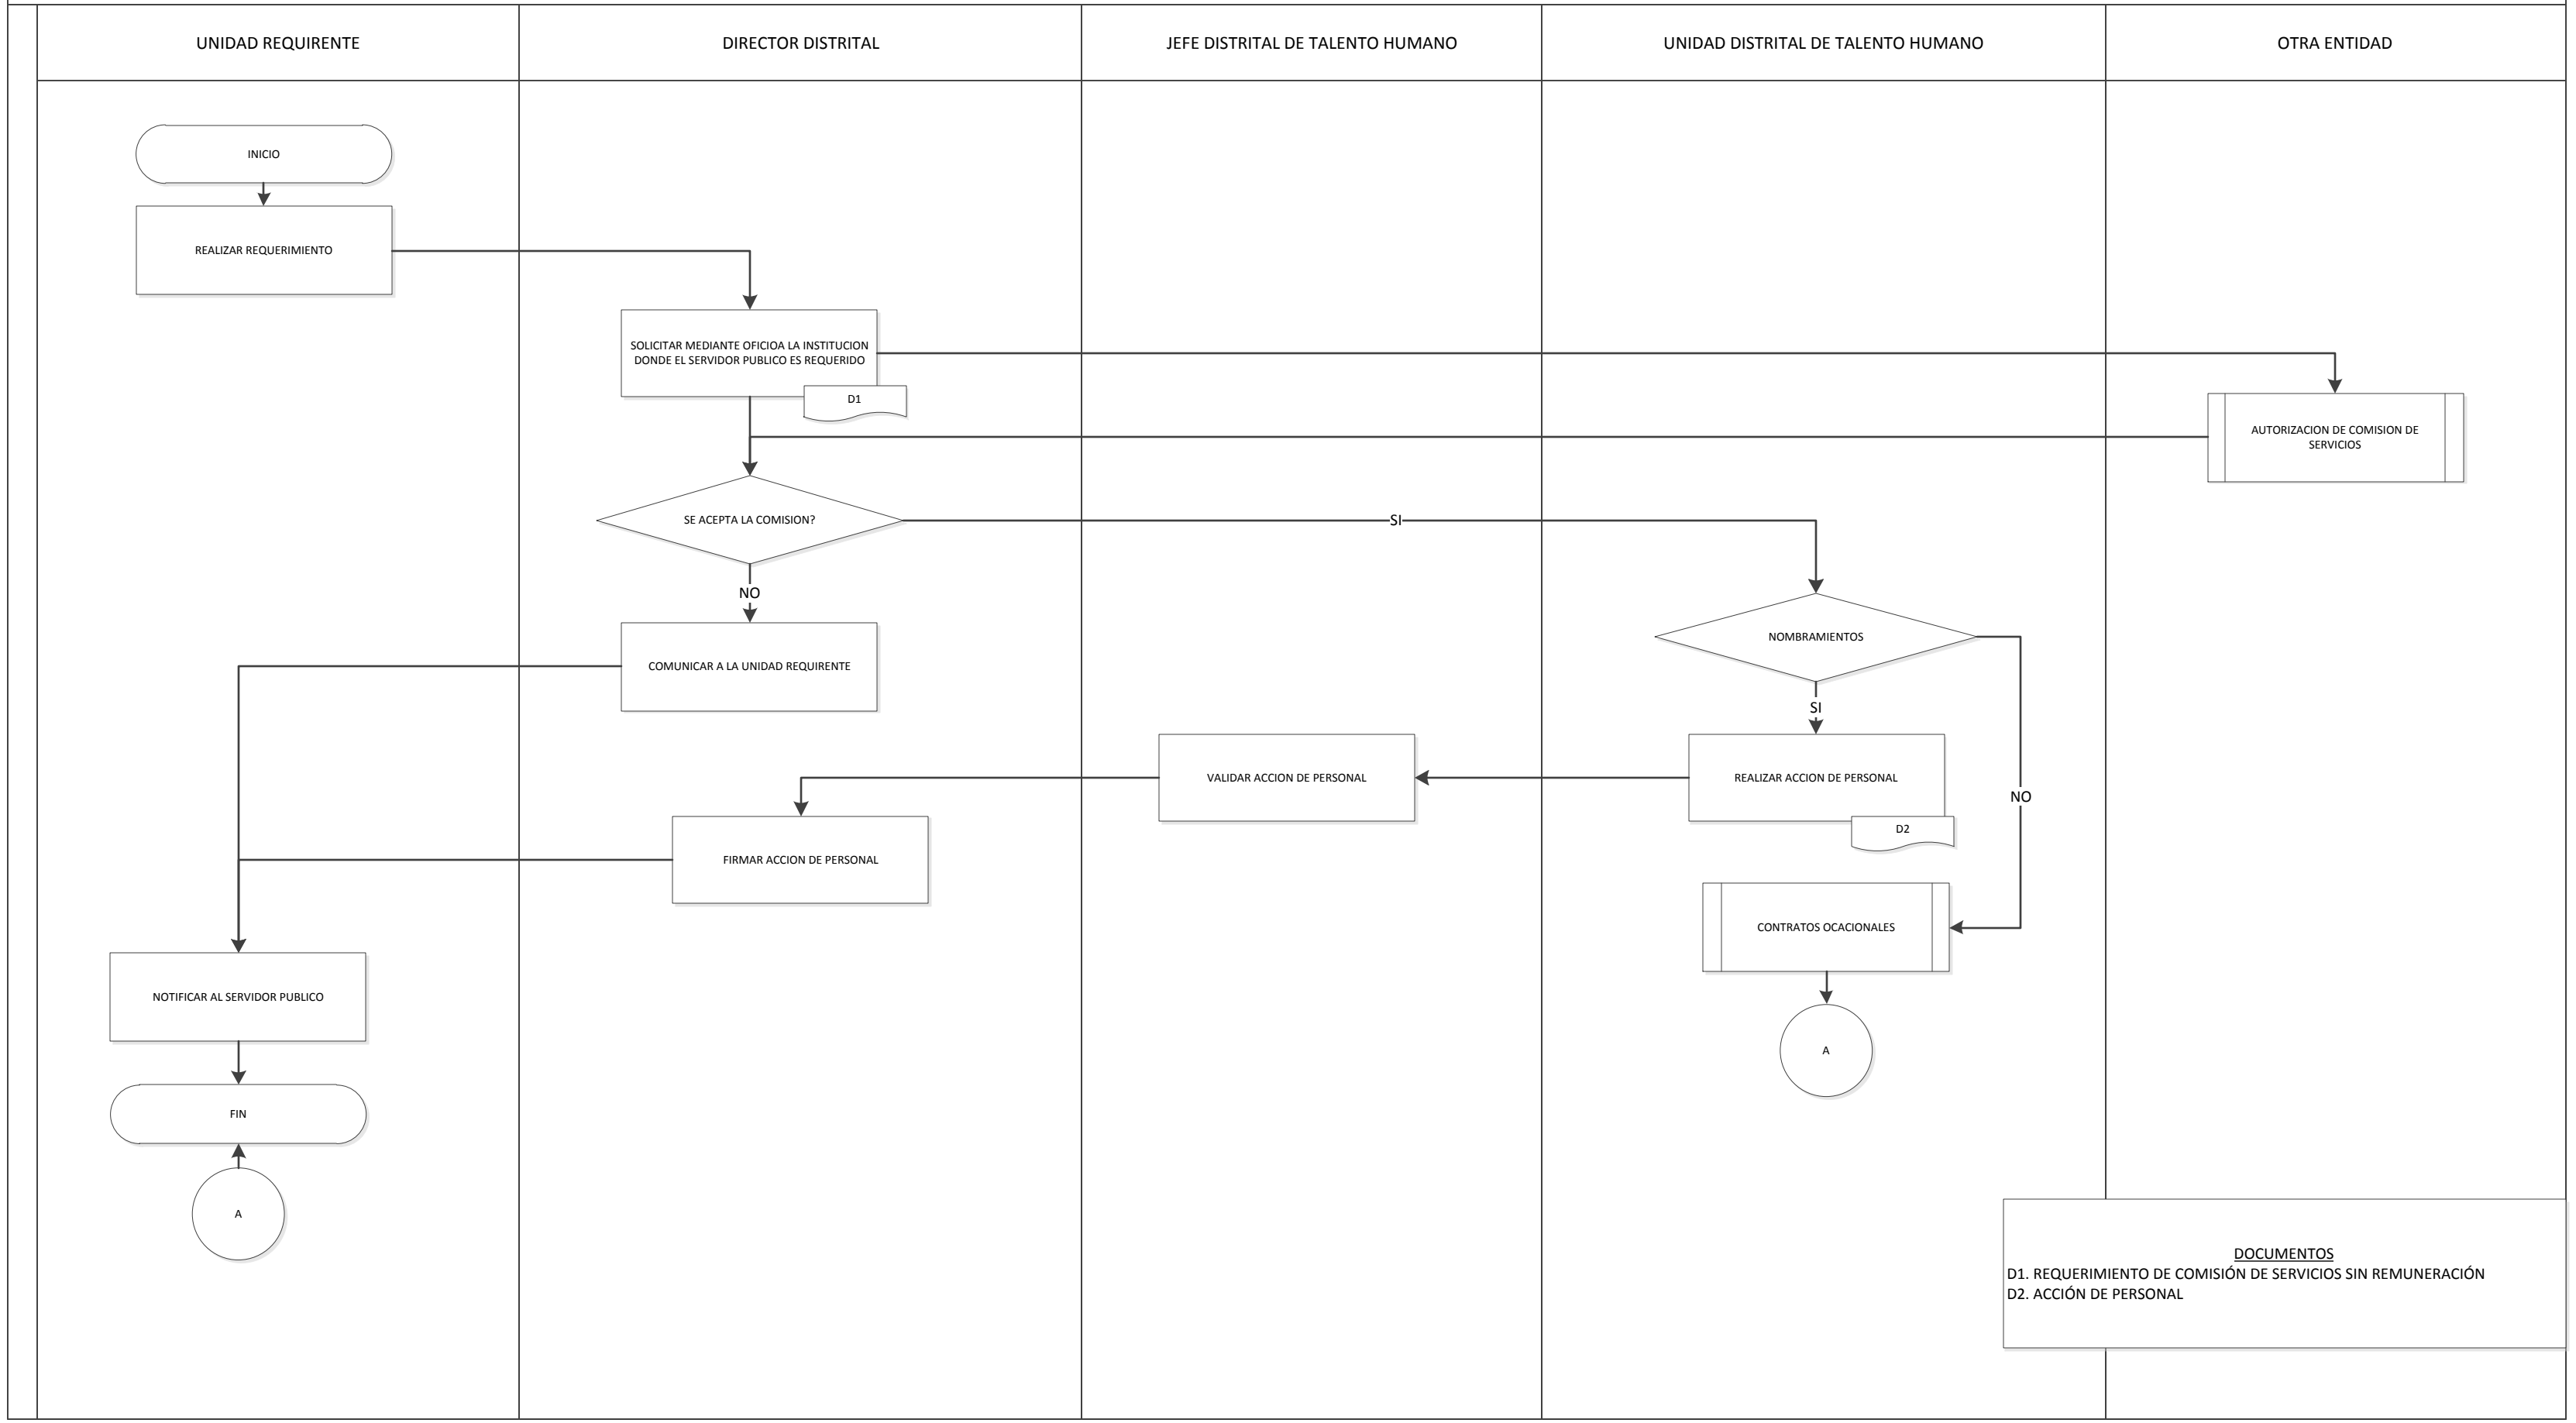 UNIDAD REQUIRENTE
DIRECTOR DISTRITAL
JEFE DISTRITAL DE TALENTO HUMANO
UNIDAD DISTRITAL DE TALENTO HUMANO
OTRA ENTIDAD
INICIO
REALIZAR REQUERIMIENTO
SOLICITAR MEDIANTE OFICIOA LA INSTITUCION
DONDE EL SERVIDOR PUBLICO ES REQUERIDO
D1
AUTORIZACION DE COMISION DE
SERVICIOS
SE ACEPTA LA COMISION?
SI
NO
NOMBRAMIENTOS
COMUNICAR A LA UNIDAD REQUIRENTE
SI
VALIDAR ACCION DE PERSONAL
REALIZAR ACCION DE PERSONAL
NO
D2
FIRMAR ACCION DE PERSONAL
CONTRATOS OCACIONALES
NOTIFICAR AL SERVIDOR PUBLICO
A
FIN
A
DOCUMENTOS
D1. REQUERIMIENTO DE COMISIÓN DE SERVICIOS SIN REMUNERACIÓN
D2. ACCIÓN DE PERSONAL